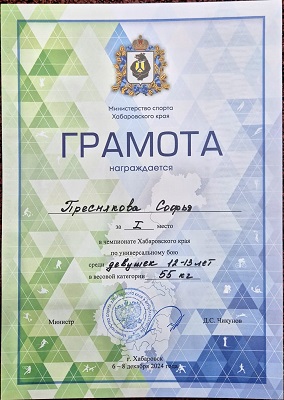 Министерство спорта
Хабаровского края
ГРАМОТА
награждается
Преснякова Софья
за I место
в чемпионате Хабаровского края
по универсальному бою
среди девушек 12-13 лет
в весовой категории 55 кг
Министр Д.С. Чикунов
г. Хабаровск
6 – 8 декабря 2024 года